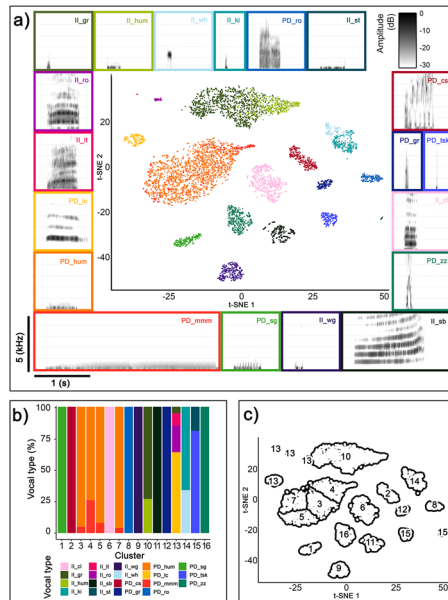 a)
II_gr
II_hum
II_wh
II_ki
PD_ro
II_st
Amplitude
(dB)
0
-10
-20
-30
II_ro
II_lt
PD_lc
PD_hum
PD_cs
PD_gr
PD_tsk
II_cl
PD_zz
t-SNE 2
20
0
-20
-40
-25
0
25
50
t-SNE 1
PD_mmm
PD_sg
II_wg
II_sb
5 (kHz)
1 (s)
b)
Vocal type (%)
100
75
50
25
0
1 2 3 4 5 6 7 8 9 10 11 12 13 14 15 16
Cluster
Vocal type
II_cl II_lt II_wg PD_hum PD_sg
II_gr II_ro II_wh PD_lc PD_tsk
II_hum II_sb PD_cs PD_mmm PD_zz
II_ki II_st PD_gr PD_ro
c)
t-SNE 2
40
20
0
-20
-40
13 13
13
10
13
4
3
5
2
14
6
12
8
16
11
15
15
1
9
-25 0 25 50
t-SNE 1